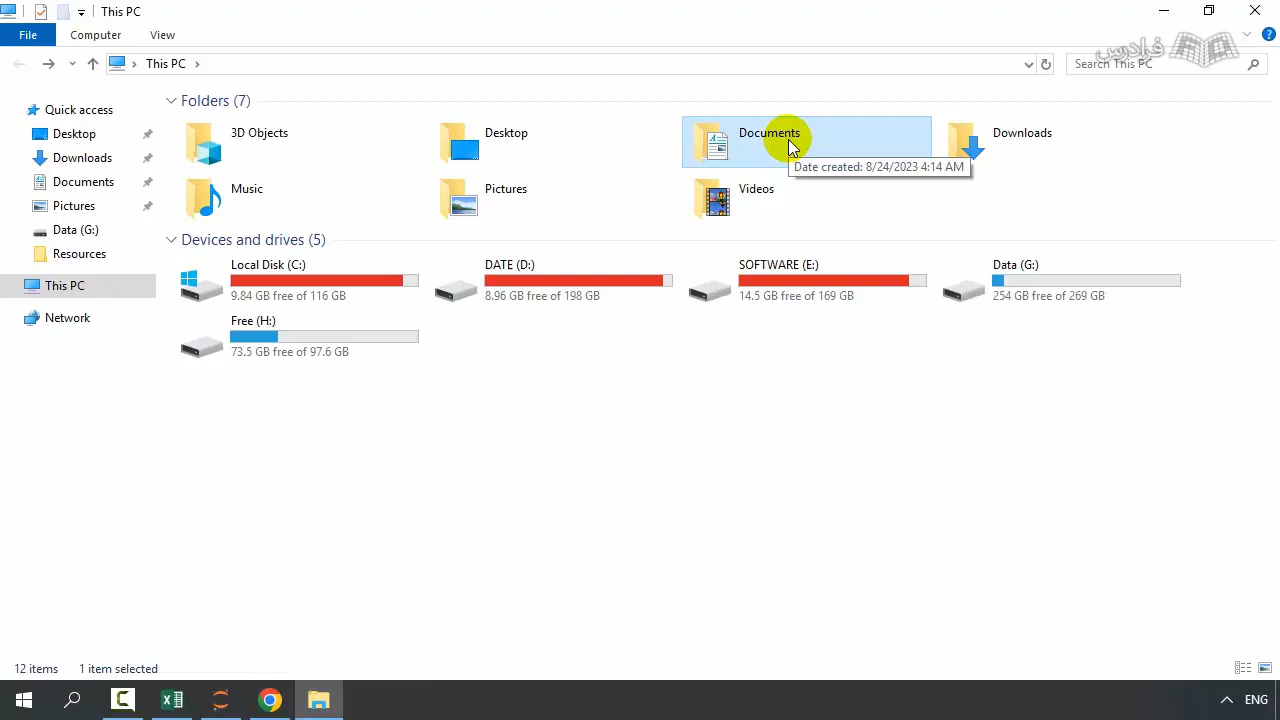 This PC
File
Computer
View
This PC
Search This PC
فرادرس
Quick access
Desktop
Downloads
Documents
Pictures
Data (G:)
Resources
This PC
Network
Folders (7)
3D Objects
Desktop
Documents
Downloads
Date created: 8/24/2023 4:14 AM
Music
Pictures
Videos
Devices and drives (5)
Local Disk (C:)
9.84 GB free of 116 GB
DATE (D:)
8.96 GB free of 198 GB
SOFTWARE (E:)
14.5 GB free of 169 GB
Data (G:)
254 GB free of 269 GB
Free (H:)
73.5 GB free of 97.6 GB
12 items
1 item selected
ENG